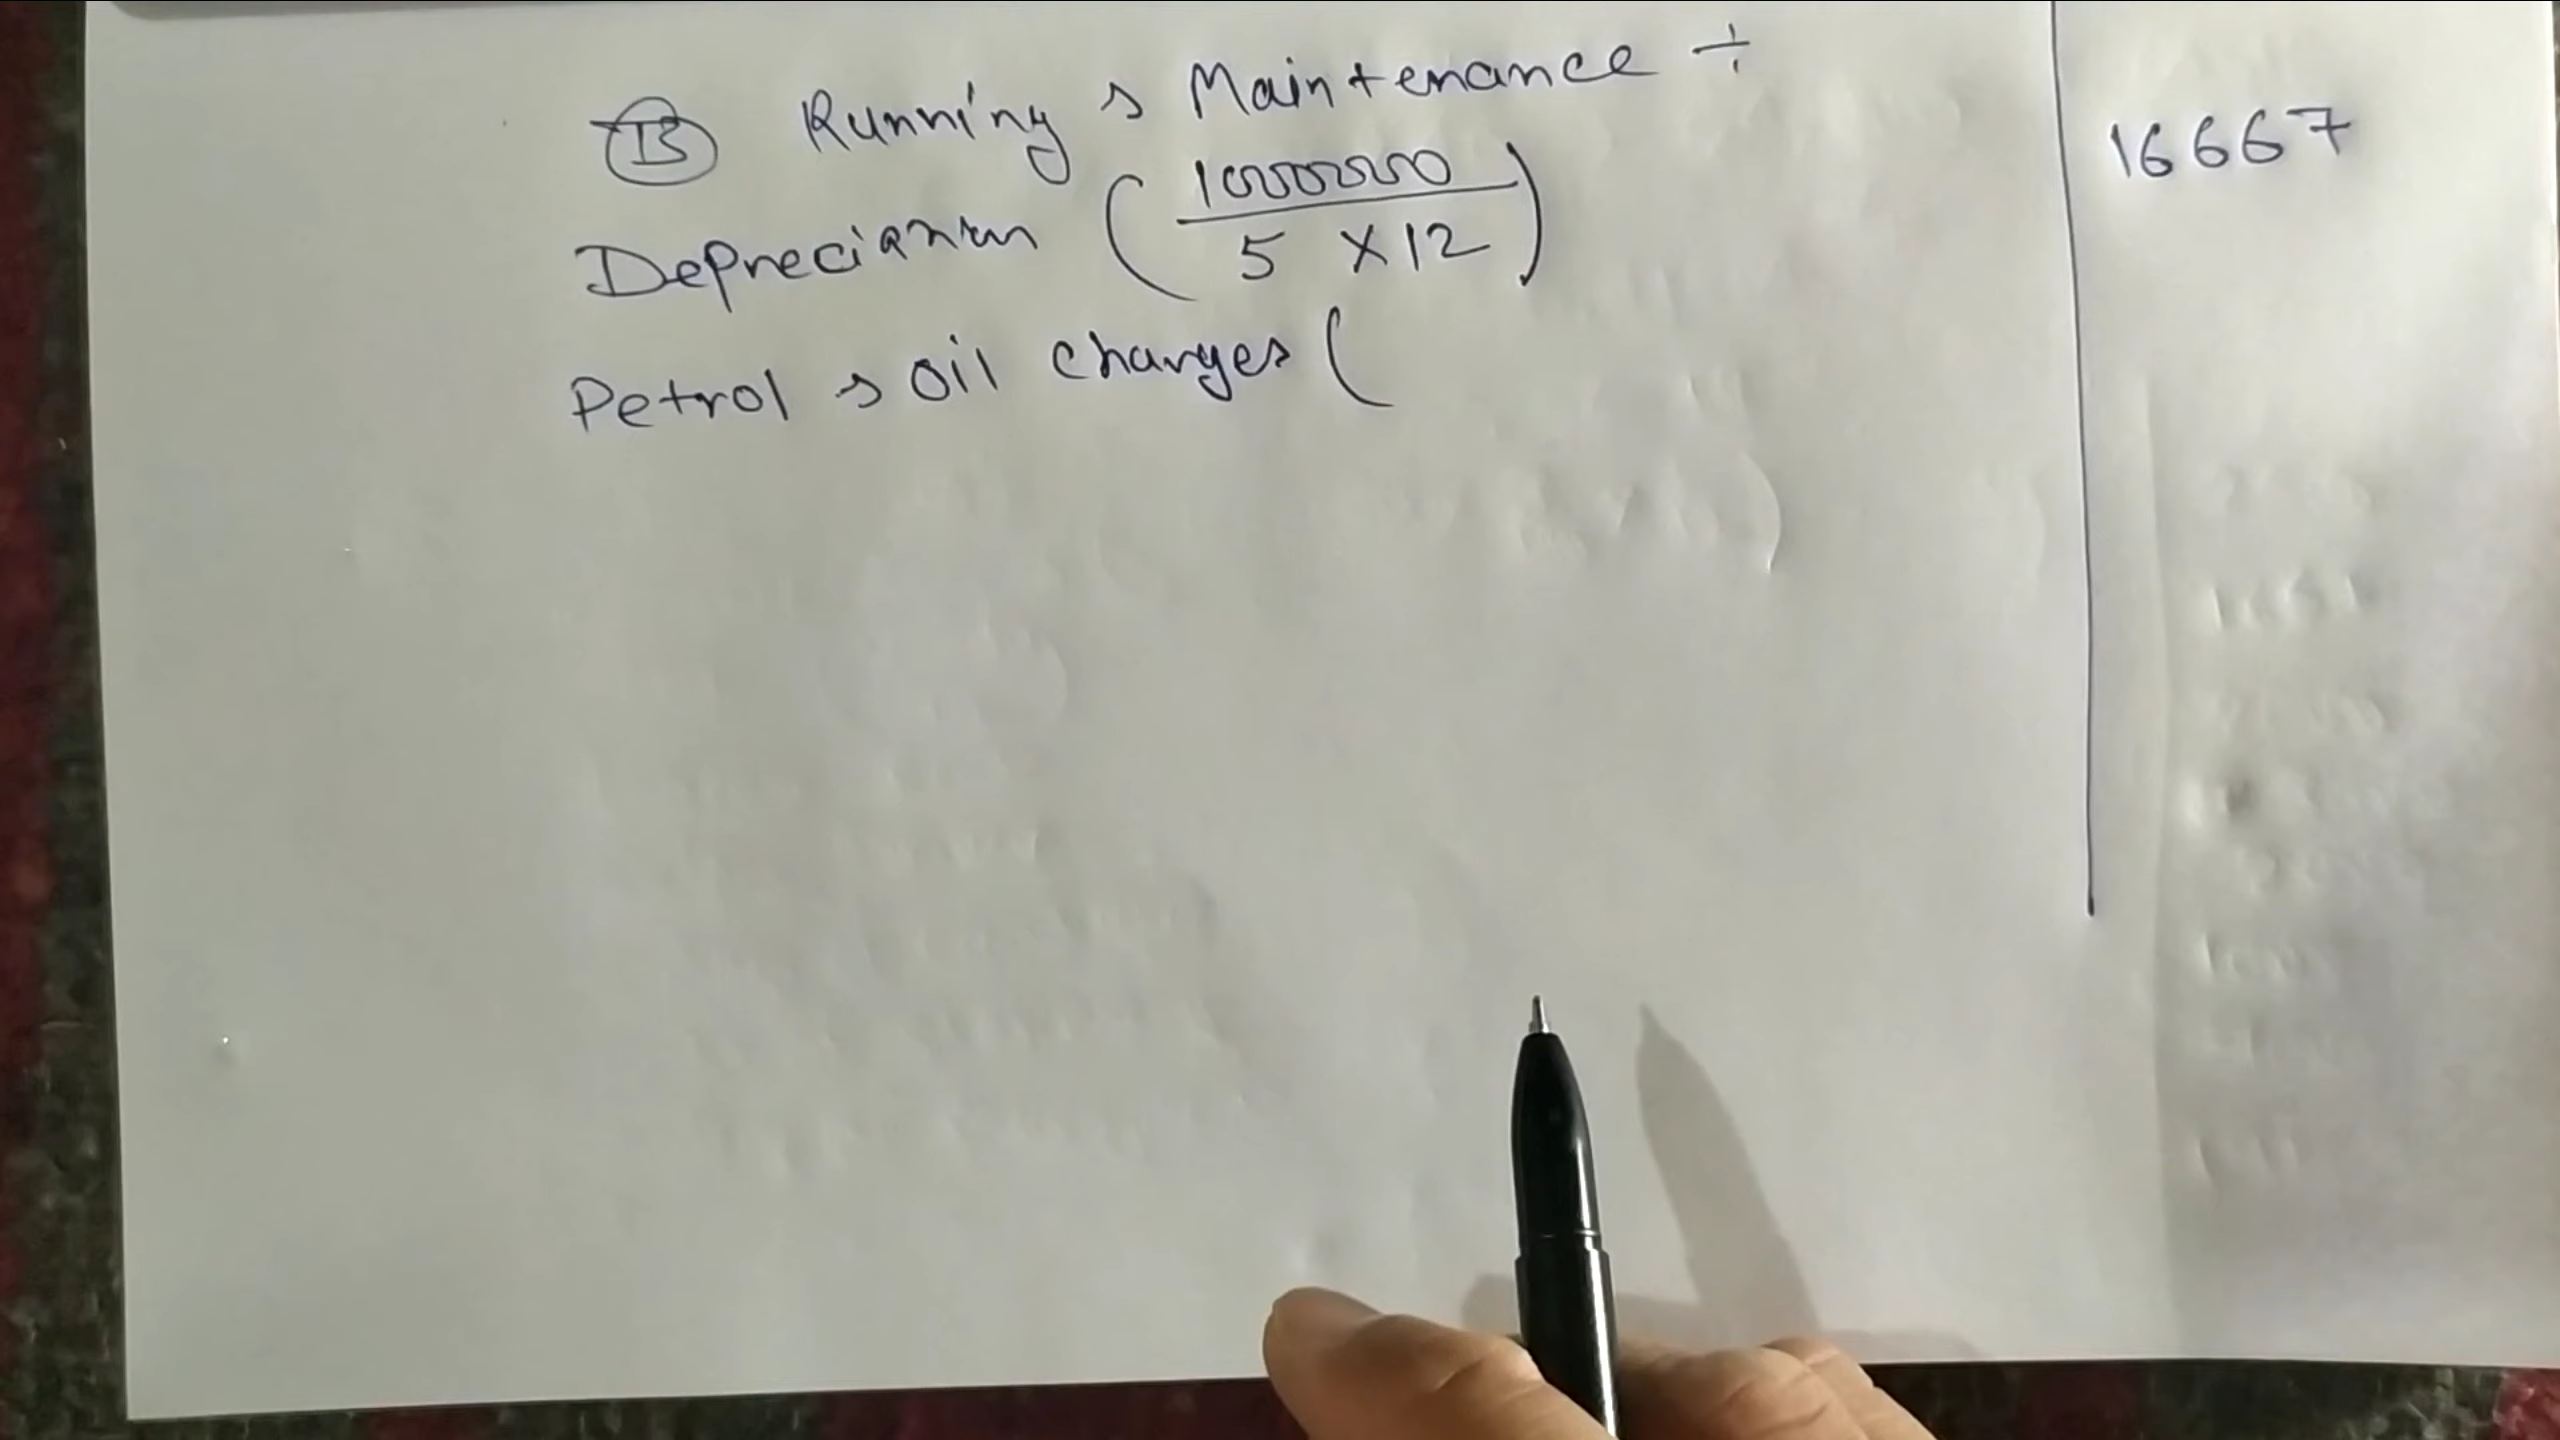 B Running & Maintenance ÷
16667
Depreciation (1000000 / 5 × 12)
Petrol & oil charges (